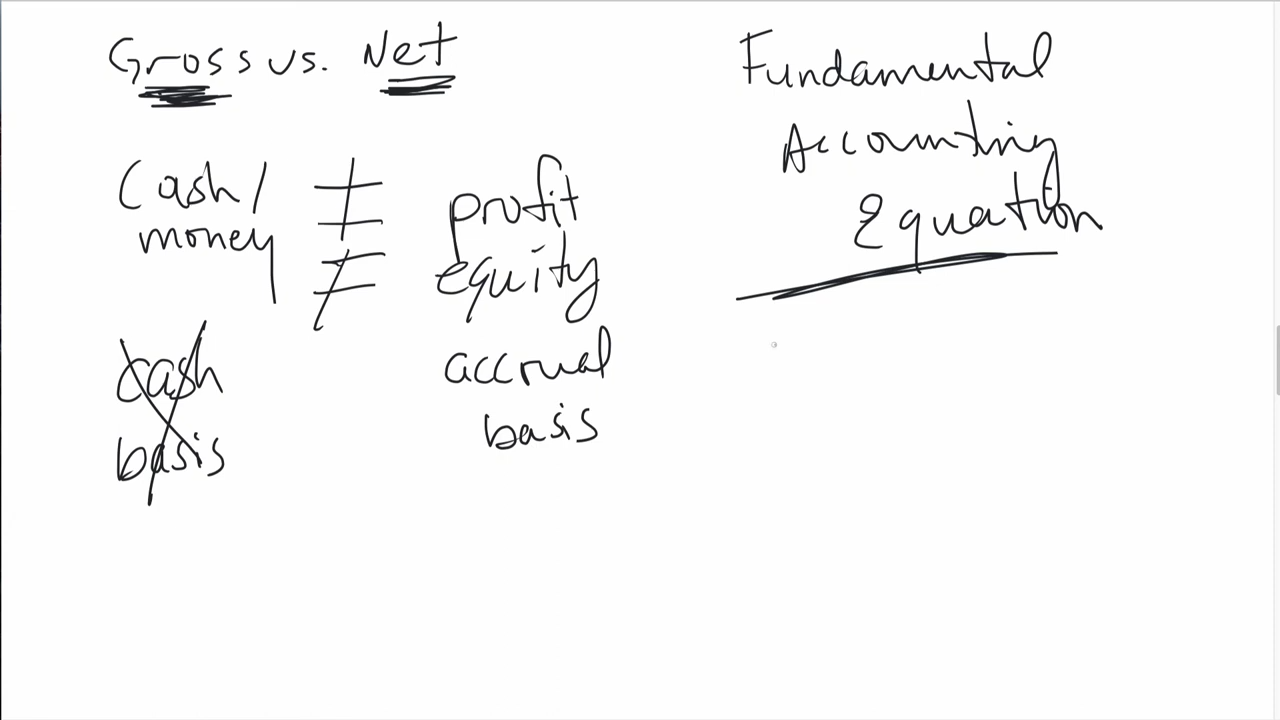 Gross vs. Net
Cash/ ≠ profit
money ≠ equity
cash accrual
basis basis
Fundamental
Accounting
Equation